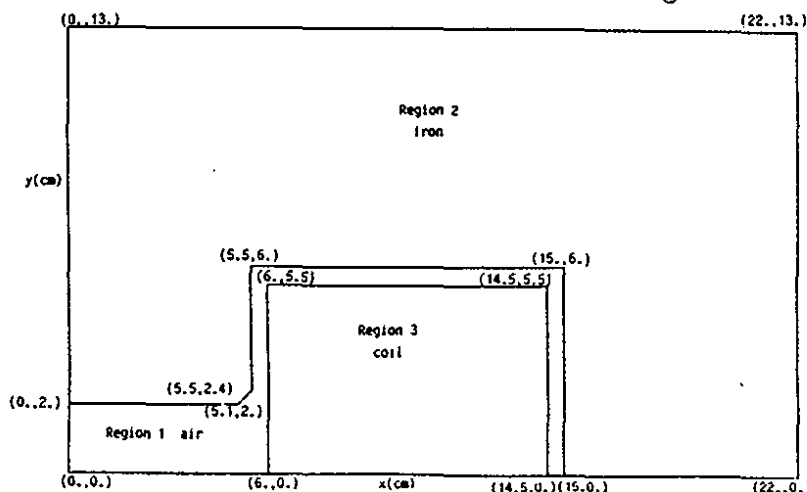 (0.,13.)
(22.,13.)
Region 2
iron
y(cm)
(5.5,6.)
(15.,6.)
(6.,5.5)
(14.5,5.5)
Region 3
coil
(5.5,2.4)
(0.,2.)
(5.1,2.)
Region 1 air
(0.,0.)
(6.,0.)
x(cm)
(14.5,0.)
(15.0.)
(22.,0.